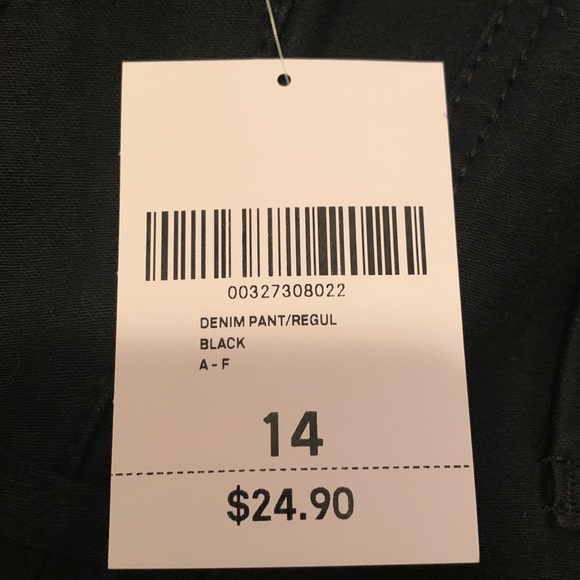 00327308022
DENIM PANT/REGUL
BLACK
A - F
14
$24.90